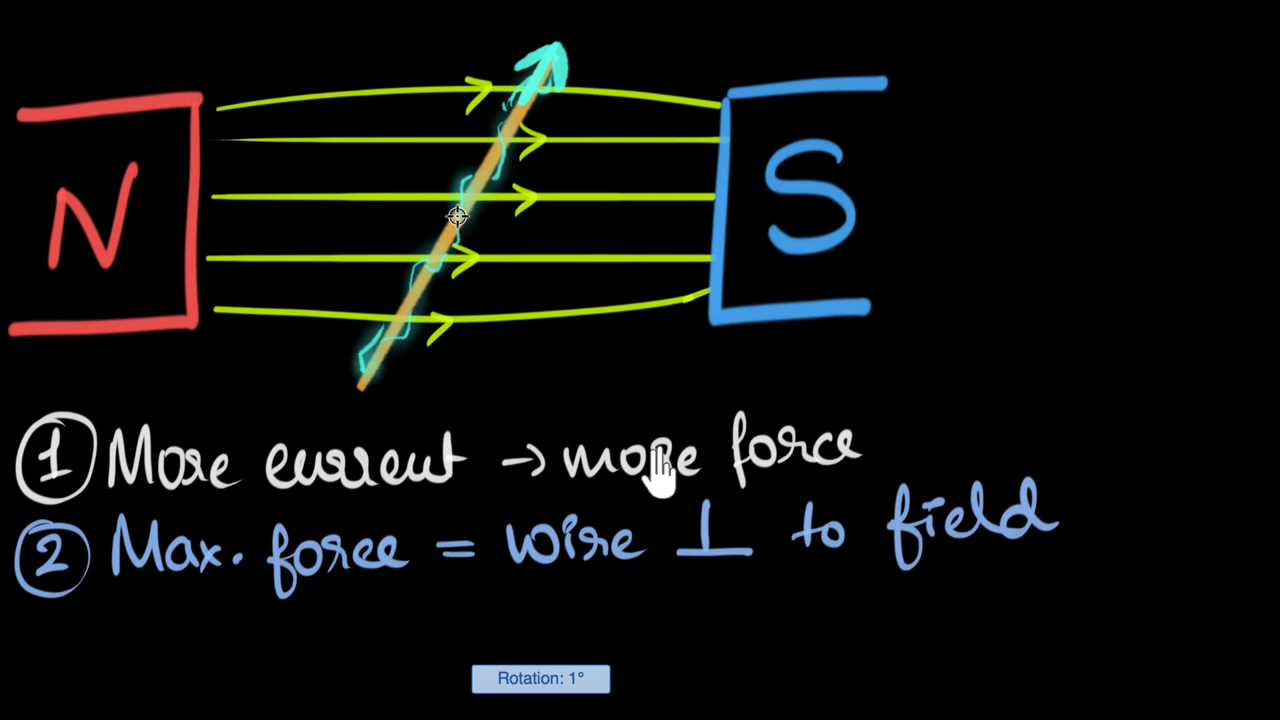 N
S
1 More current → more force
2 Max. force = wire ⊥ to field
Rotation: 1°